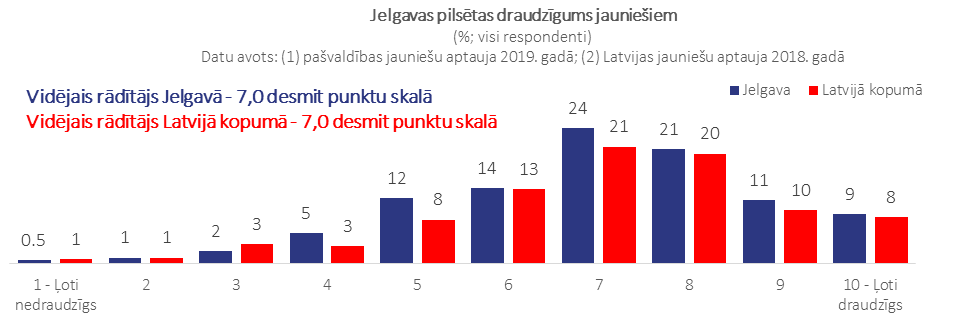 Jelgavas pilsētas draudzīgums jauniešiem
(%; visi respondenti)
Datu avots: (1) pašvaldības jauniešu aptauja 2019. gadā; (2) Latvijas jauniešu aptauja 2018. gadā
Vidējais rādītājs Jelgavā - 7,0 desmit punktu skalā
Vidējais rādītājs Latvijā kopumā - 7,0 desmit punktu skalā
Jelgava Latvijā kopumā
0.5 1 1 1 2 3 5 3 12 8 14 13 24 21 21 20 11 10 9 8
1 - Ļoti 2 3 4 5 6 7 8 9 10 - Ļoti
nedraudzīgs draudzīgs